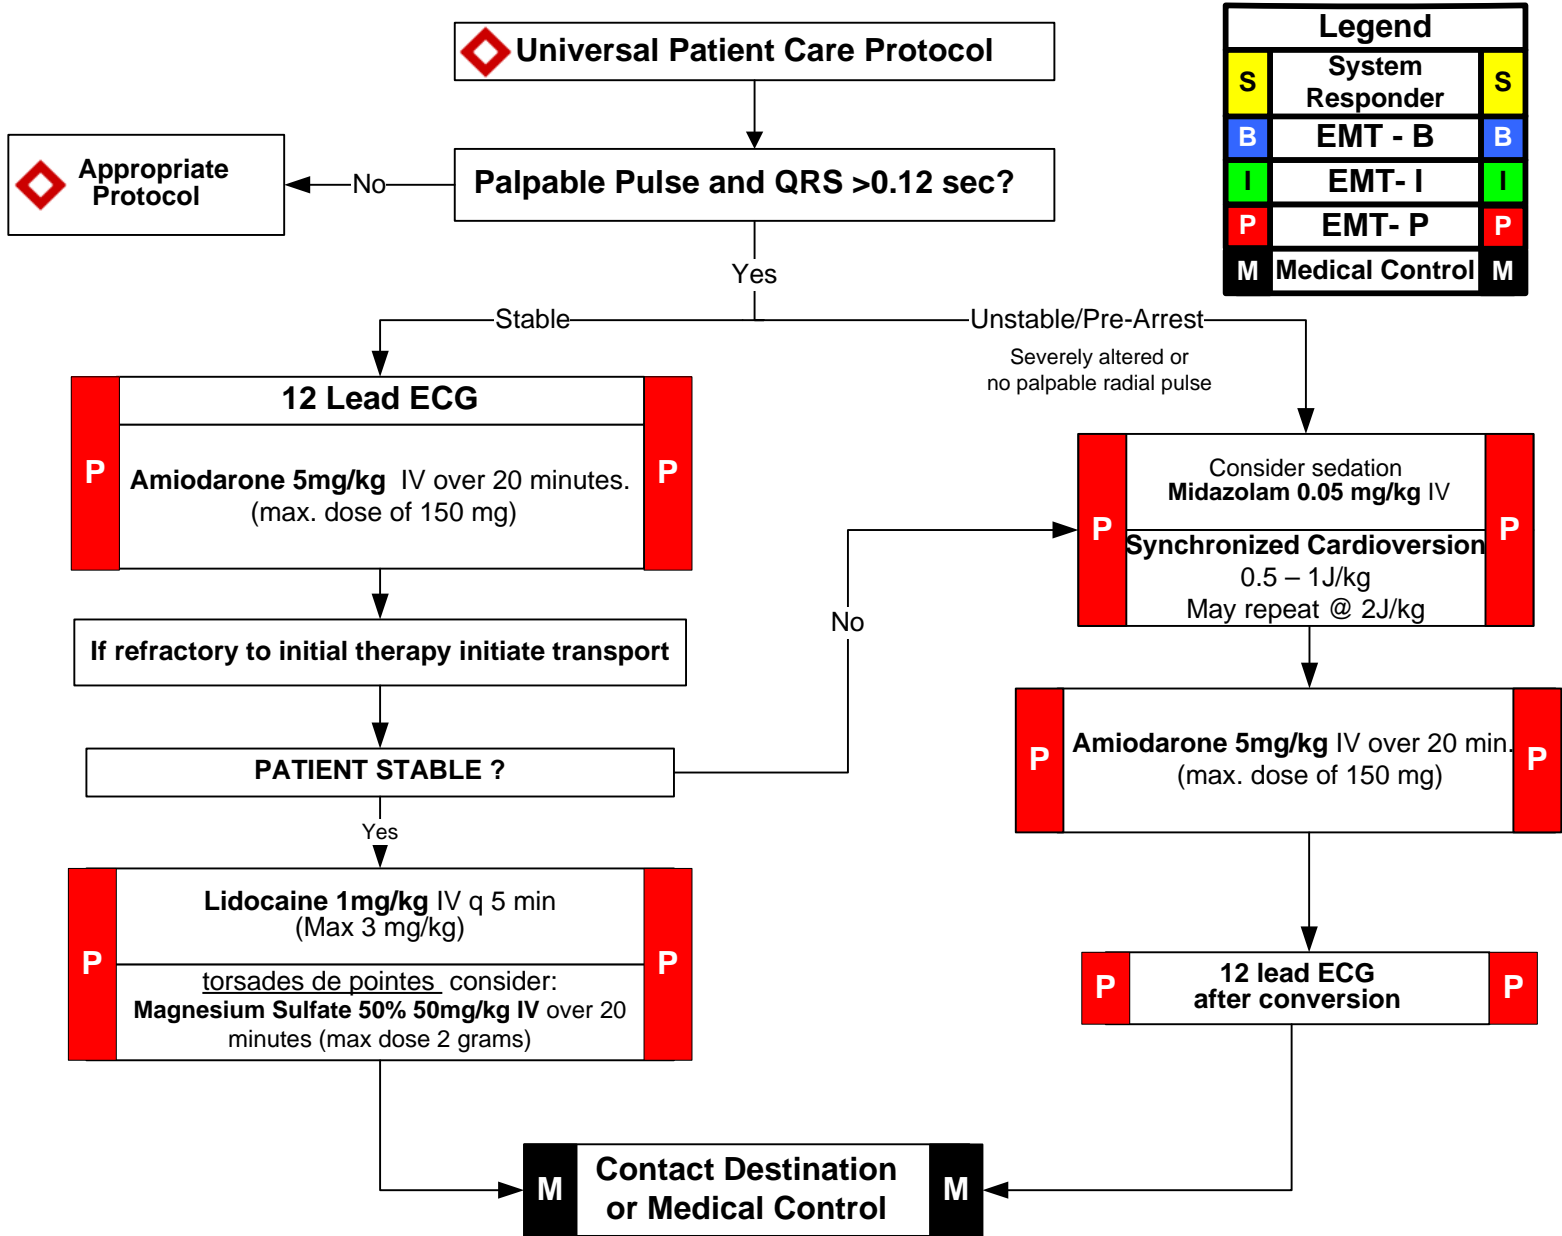 Universal Patient Care Protocol
Legend
S System S
Responder
B EMT - B B
I EMT- I I
P EMT- P P
M Medical Control M
Appropriate
Protocol
No
Palpable Pulse and QRS >0.12 sec?
Yes
Stable
Unstable/Pre-Arrest
Severely altered or
no palpable radial pulse
12 Lead ECG
P P
Amiodarone 5mg/kg IV over 20 minutes.
(max. dose of 150 mg)
If refractory to initial therapy initiate transport
PATIENT STABLE ?
No
Yes
Lidocaine 1mg/kg IV q 5 min
(Max 3 mg/kg)
P P
torsades de pointes consider:
Magnesium Sulfate 50% 50mg/kg IV over 20
minutes (max dose 2 grams)
Consider sedation
Midazolam 0.05 mg/kg IV
P P
Synchronized Cardioversion
0.5 – 1J/kg
May repeat @ 2J/kg
P Amiodarone 5mg/kg IV over 20 min. P
(max. dose of 150 mg)
P 12 lead ECG P
after conversion
M Contact Destination M
or Medical Control